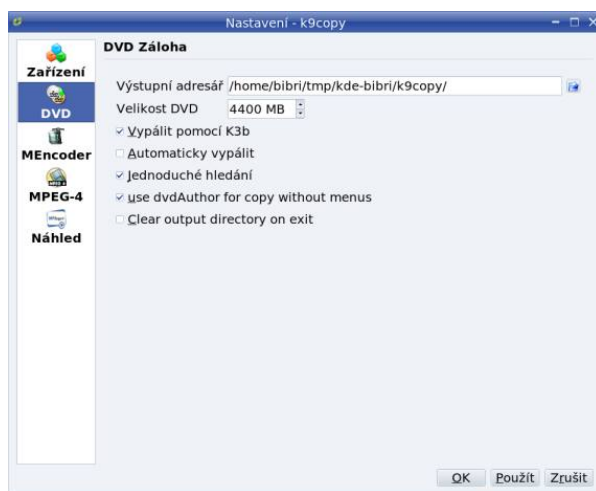 Nastavení - k9copy
Zařízení
DVD
MEncoder
MPEG-4
Náhled
DVD Záloha
Výstupní adresář /home/bibri/tmp/kde-bibri/k9copy/
Velikost DVD 4400 MB
Vypálit pomocí K3b
Automaticky vypálit
Jednoduché hledání
use dvdAuthor for copy without menus
Clear output directory on exit
OK Použít Zrušit